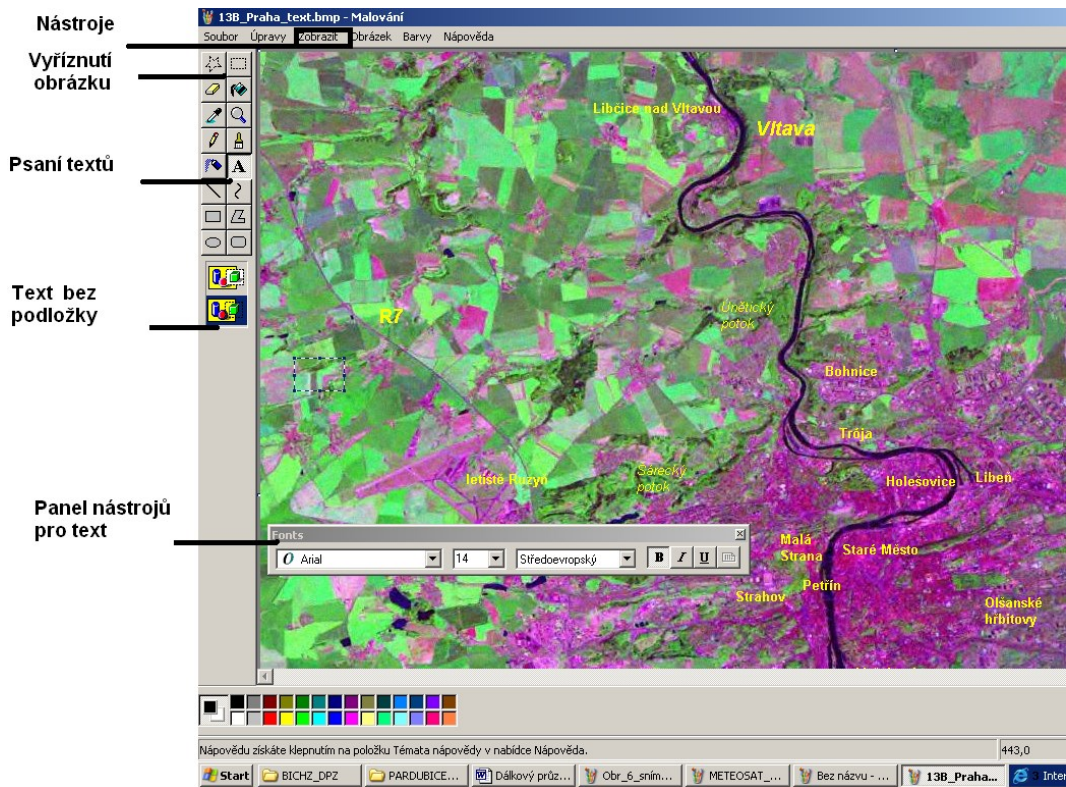 13B_Praha_text.bmp - Malování
Nástroje
Soubor Úpravy Zobrazit Obrázek Barvy Nápověda
Vyříznutí
obrázku
Libčice nad Vltavou
Vltava
Psaní textů
A
Text bez
podložky
R7
Únětický
potok
Bohnice
Trója
letiště Ruzyň
Šárecký
potok
Holesovice
Libeň
Panel nástrojů
pro text
Fonts
O Arial 14 Středoevropský B I U
Malá
Strana
Staré Město
Petřín
Strahov
Olšanské
hřbitovy
Nápovědu získáte klepnutím na položku Témata nápovědy v nabídce Nápověda.
443,0
Start BICHZ_DPZ PARDUBICE... Dálkový průz... Obr_6_sním... METEOSAT_... Bez názvu - ... 13B_Praha... 3 Inter